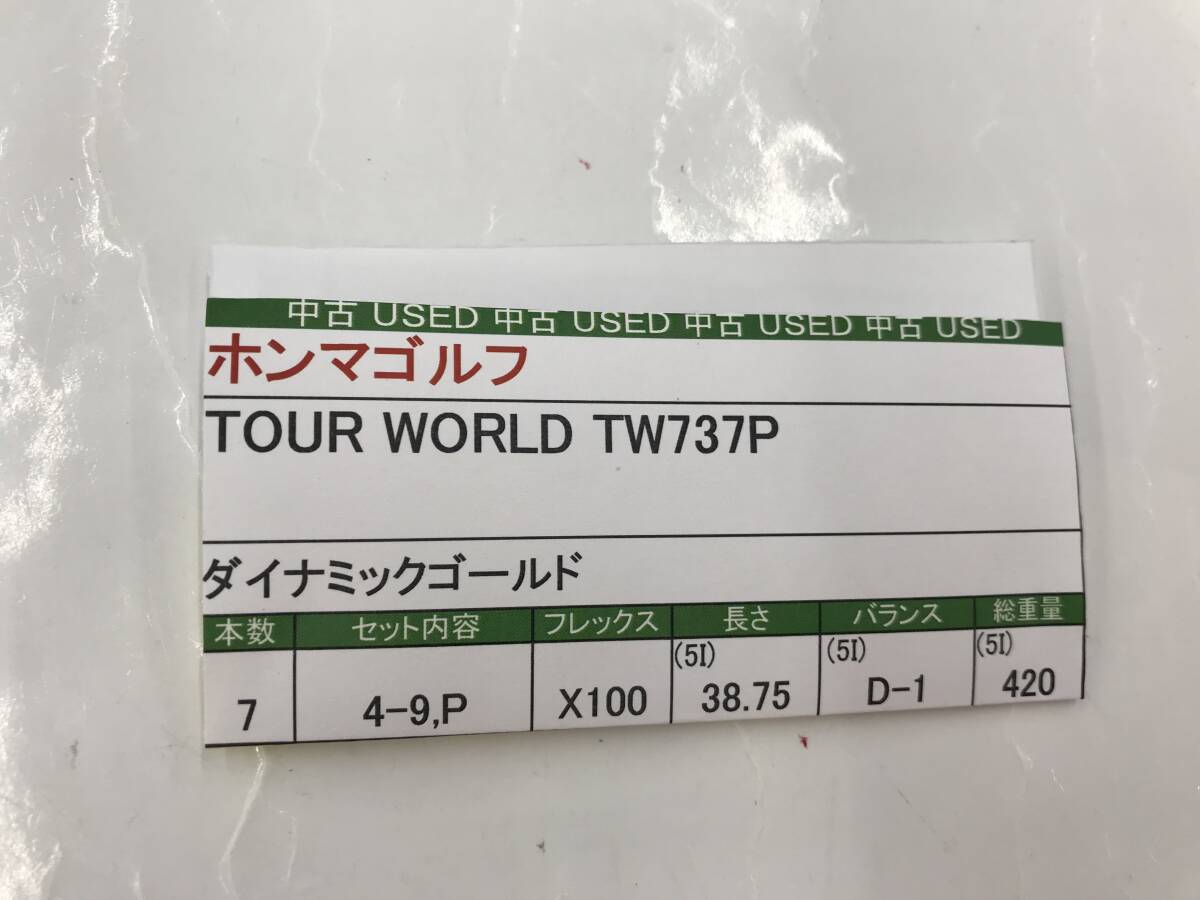 中古 USED 中古 USED 中古 USED 中古 USED
ホンマゴルフ
TOUR WORLD TW737P
ダイナミックゴールド
本数 セット内容 フレックス 長さ バランス 総重量
(5I) (5I) (5I)
7 4-9,P X100 38.75 D-1 420